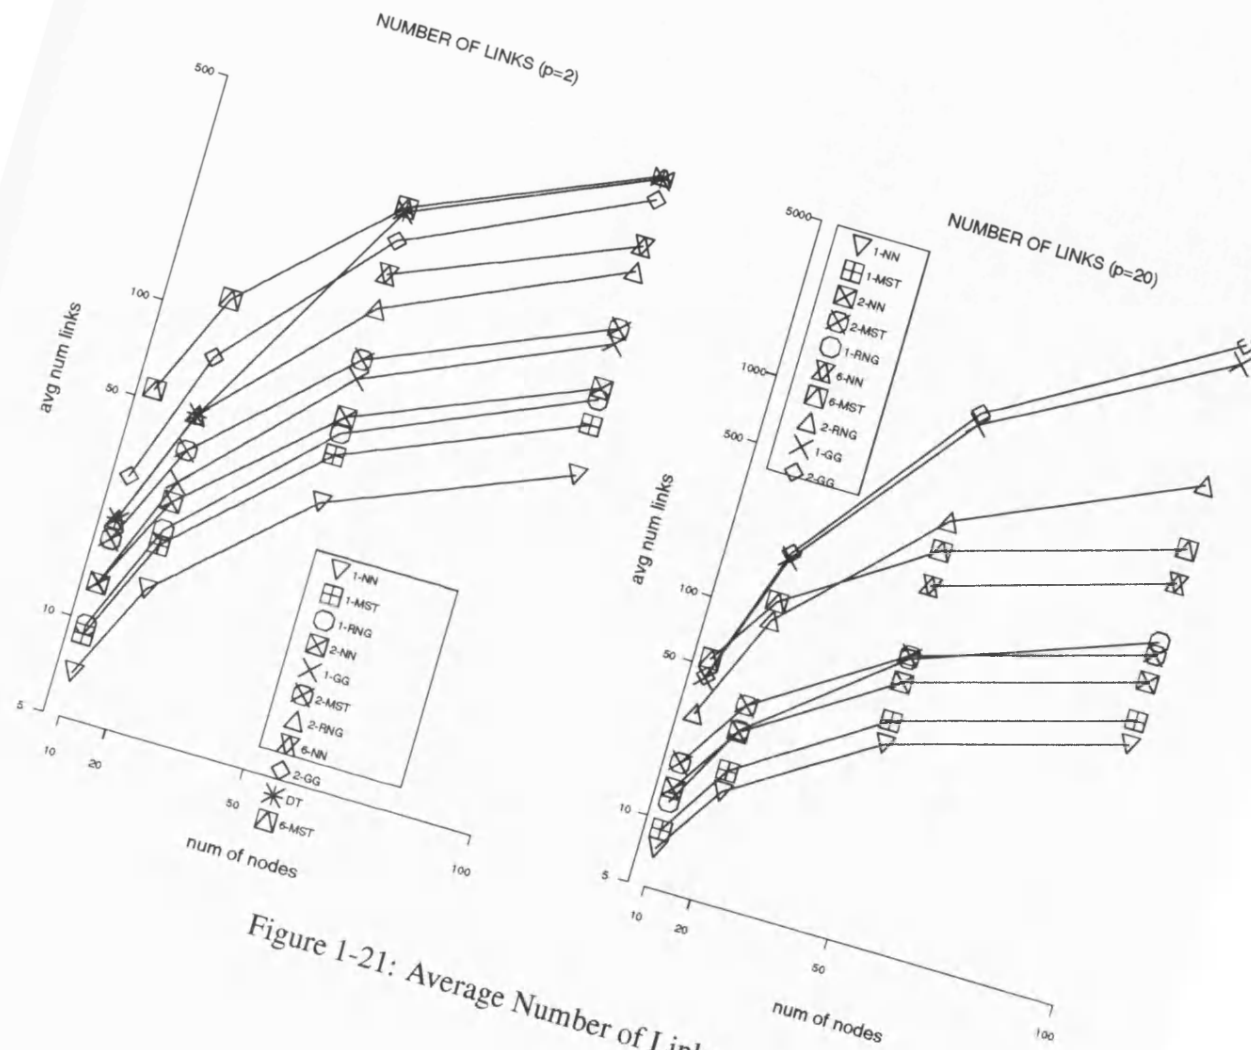 NUMBER OF LINKS (p=2)
500
100
50
10
5
avg num links
10
20
50
100
num of nodes
1-NN
1-MST
1-RNG
2-NN
1-GG
2-MST
2-RNG
6-NN
2-GG
DT
6-MST
NUMBER OF LINKS (p=20)
5000
1000
500
100
50
10
5
avg num links
10
20
50
100
num of nodes
1-NN
1-MST
2-NN
2-MST
1-RNG
6-NN
6-MST
2-RNG
1-GG
2-GG
Figure 1-21: Average Number of